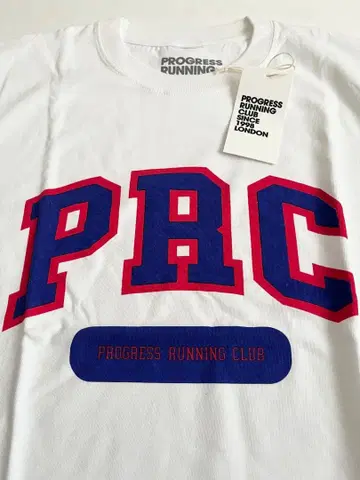 PROGRESS
RUNNING
PROGRESS
RUNNING
CLUB
SINCE
1998
LONDON
PRC
PROGRESS RUNNING CLUB